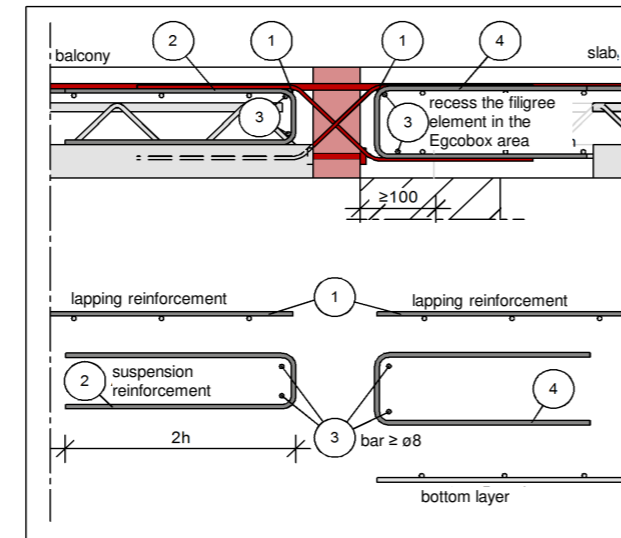 2
1
1
4
balcony
slab,
3
3
recess the filigree
element in the
Egcobox area
≥100
lapping reinforcement
1
lapping reinforcement
2
suspension
reinforcement
4
3
bar ≥ ø8
2h
bottom layer